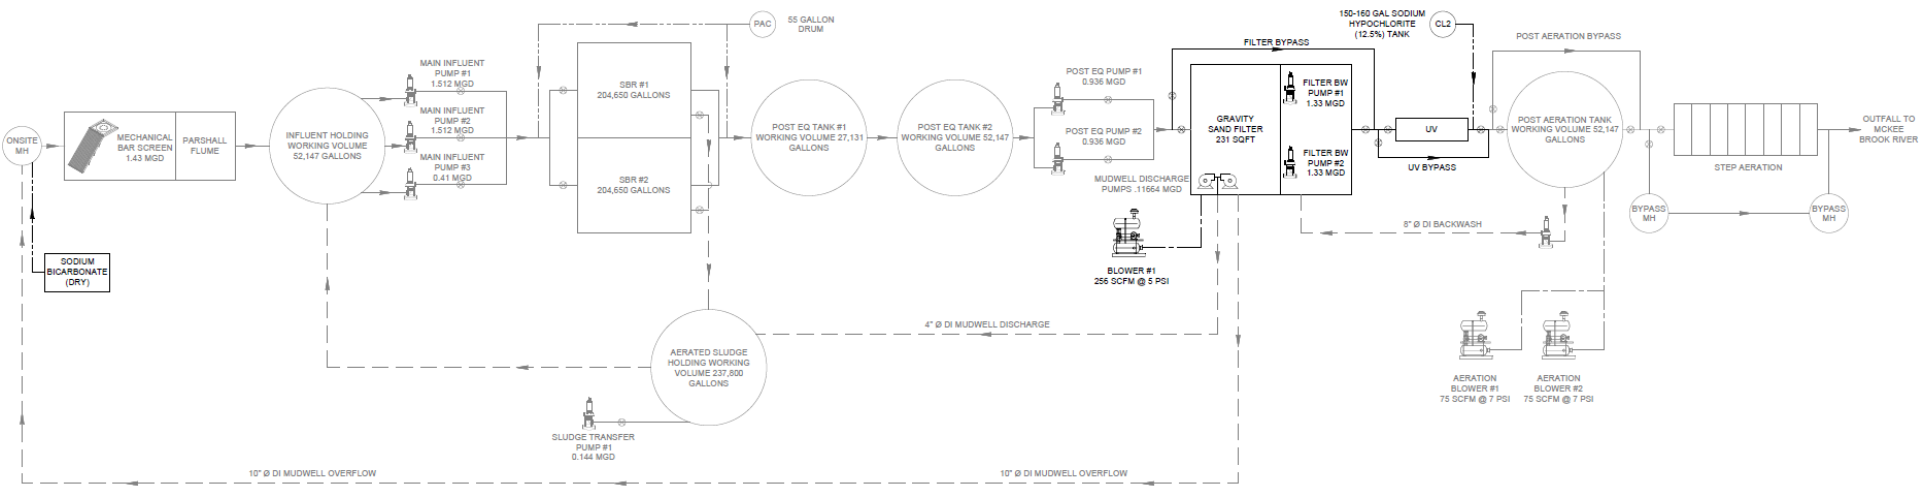 ONSITE
MH
SODIUM
BICARBONATE
(DRY)
MECHANICAL
BAR SCREEN
1.43 MGD
PARSHALL
FLUME
INFLUENT HOLDING
WORKING VOLUME
52,147 GALLONS
MAIN INFLUENT
PUMP #1
1.512 MGD
MAIN INFLUENT
PUMP #2
1.512 MGD
MAIN INFLUENT
PUMP #3
0.41 MGD
SBR #1
204,650 GALLONS
SBR #2
204,650 GALLONS
PAC
55 GALLON
DRUM
POST EQ TANK #1
WORKING VOLUME 27,131
GALLONS
POST EQ TANK #2
WORKING VOLUME 52,147
GALLONS
POST EQ PUMP #1
0.936 MGD
POST EQ PUMP #2
0.936 MGD
MUDWELL DISCHARGE
PUMPS .11664 MGD
FILTER BYPASS
GRAVITY
SAND FILTER
231 SQFT
FILTER BW
PUMP #1
1.33 MGD
FILTER BW
PUMP #2
1.33 MGD
BLOWER #1
256 SCFM @ 5 PSI
150-160 GAL SODIUM
HYPOCHLORITE
(12.5%) TANK
CL2
UV
UV BYPASS
POST AERATION BYPASS
POST AERATION TANK
WORKING VOLUME 52,147
GALLONS
8" Ø DI BACKWASH
BYPASS
MH
BYPASS
MH
STEP AERATION
OUTFALL TO
MCKEE
BROOK RIVER
AERATION
BLOWER #1
75 SCFM @ 7 PSI
AERATION
BLOWER #2
75 SCFM @ 7 PSI
4" Ø DI MUDWELL DISCHARGE
AERATED SLUDGE
HOLDING WORKING
VOLUME 237,800
GALLONS
SLUDGE TRANSFER
PUMP #1
0.144 MGD
10" Ø DI MUDWELL OVERFLOW
10" Ø DI MUDWELL OVERFLOW